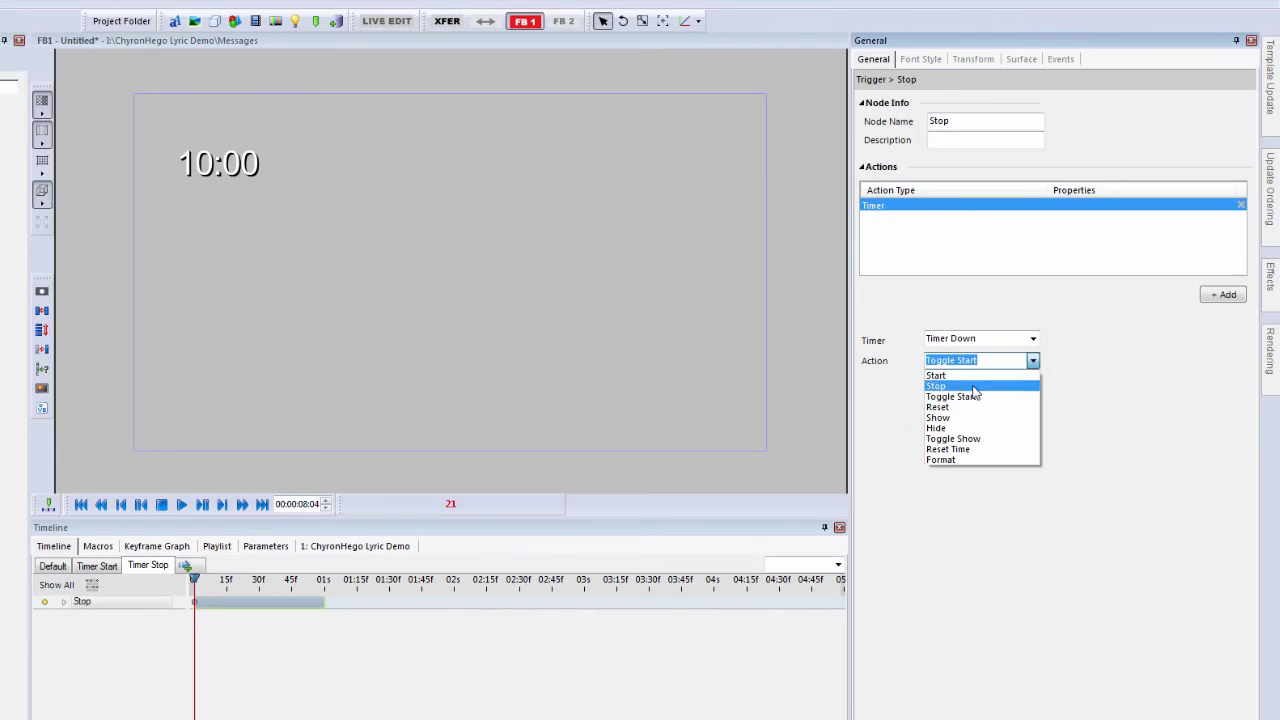 Project Folder
LIVE EDIT
XFER
FB 1
FB 2
FB1 - Untitled* - I:\ChyronHego Lyric Demo\Messages
General
General Font Style Transform Surface Events
Trigger > Stop
Node Info
Node Name Stop
Description
Actions
Action Type Properties
Timer
+ Add
Timer Timer Down
Action Toggle Start
Start
Stop
Toggle Start
Reset
Show
Hide
Toggle Show
Reset Time
Format
Template Update
Update Ordering
Effects
Rendering
10:00
00:00:08:04
21
Timeline
Timeline Macros Keyframe Graph Playlist Parameters 1: ChyronHego Lyric Demo
Default Timer Start Timer Stop
Show All
15f 30f 45f 01s 01:15f 01:30f 01:45f 02s 02:15f 02:30f 02:45f 03s 03:15f 03:30f 03:45f 04s 04:15f 04:30f 04:45f
Stop